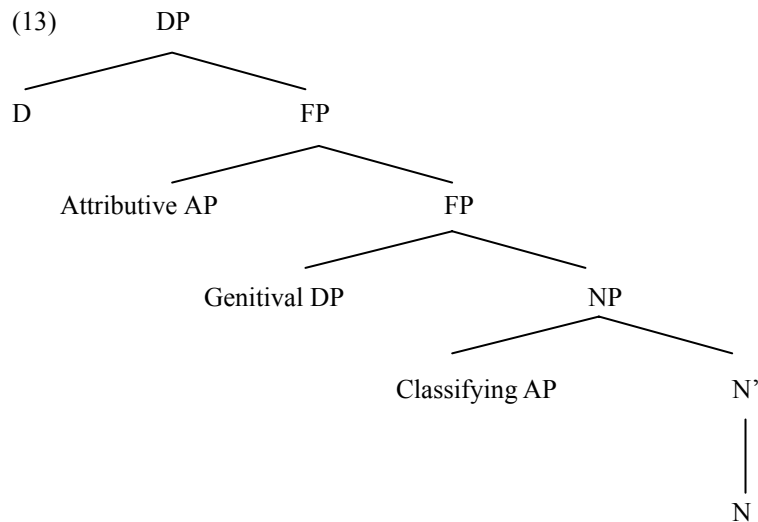 (13) DP
D FP
Attributive AP FP
Genitival DP NP
Classifying AP N’
N